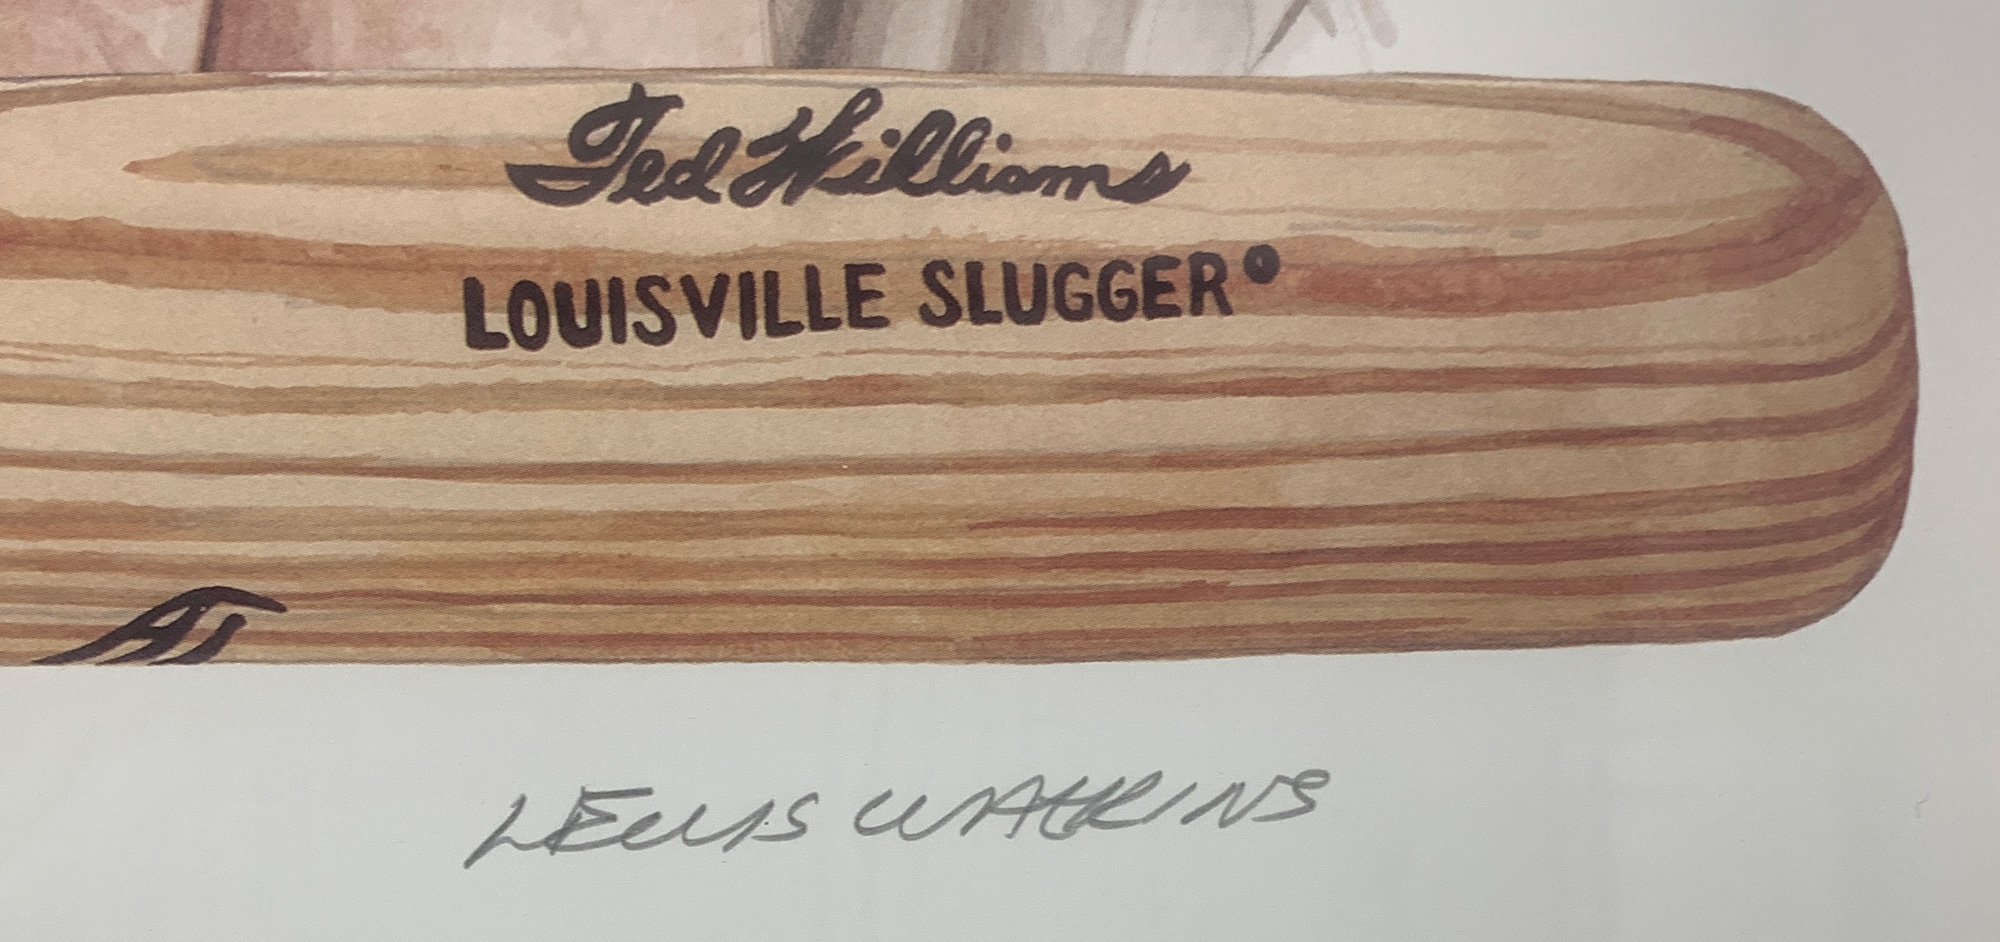 Ted Williams
LOUISVILLE SLUGGER®
LEWIS WATKINS